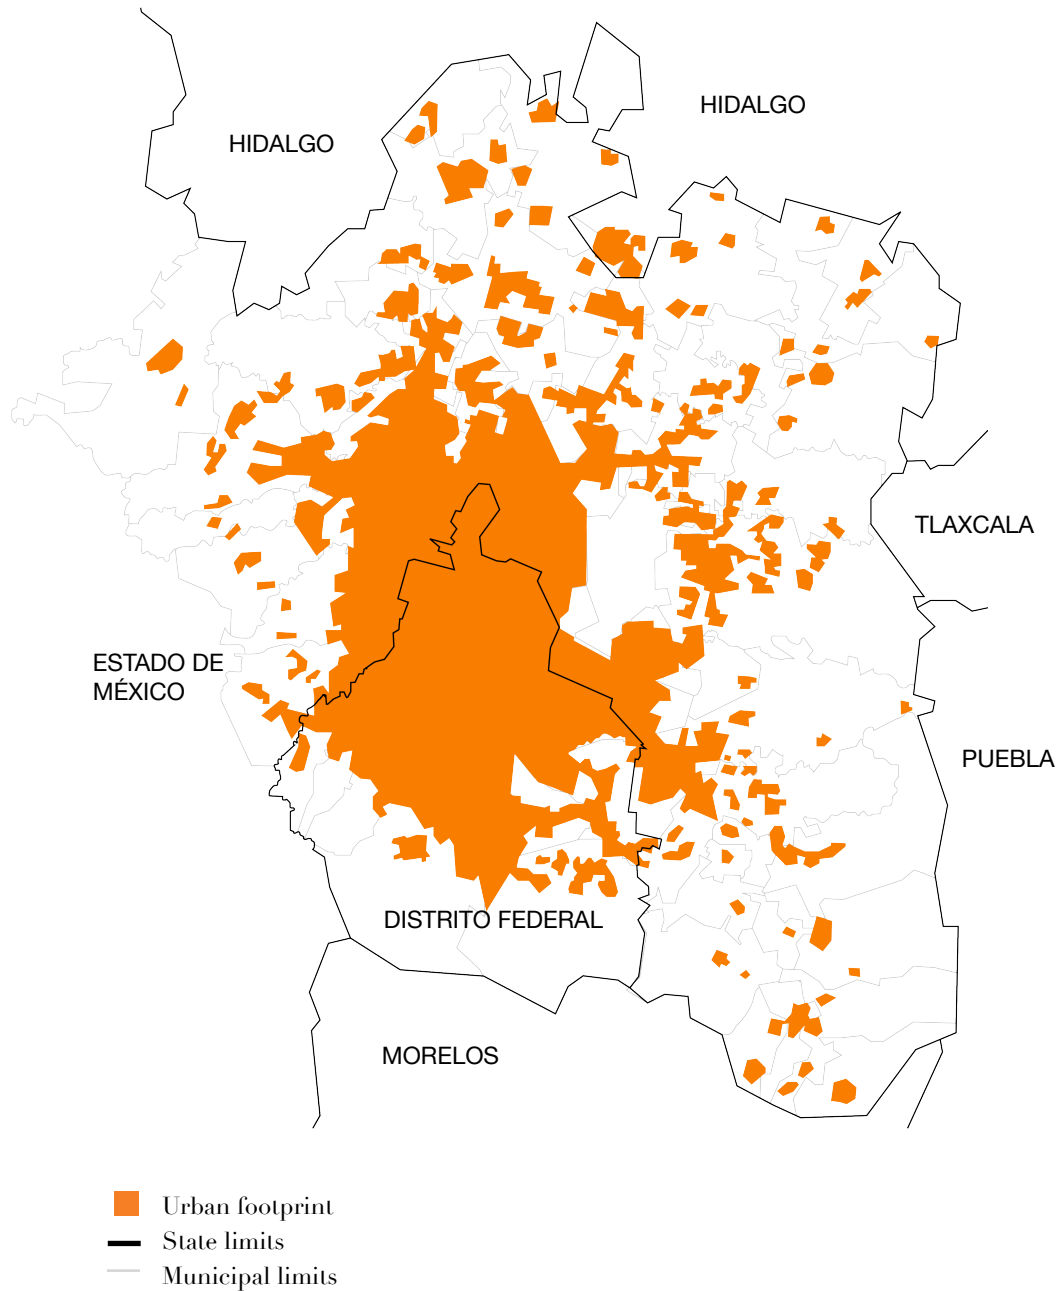 HIDALGO
HIDALGO
TLAXCALA
ESTADO DE
MÉXICO
PUEBLA
DISTRITO FEDERAL
MORELOS
Urban footprint
State limits
Municipal limits